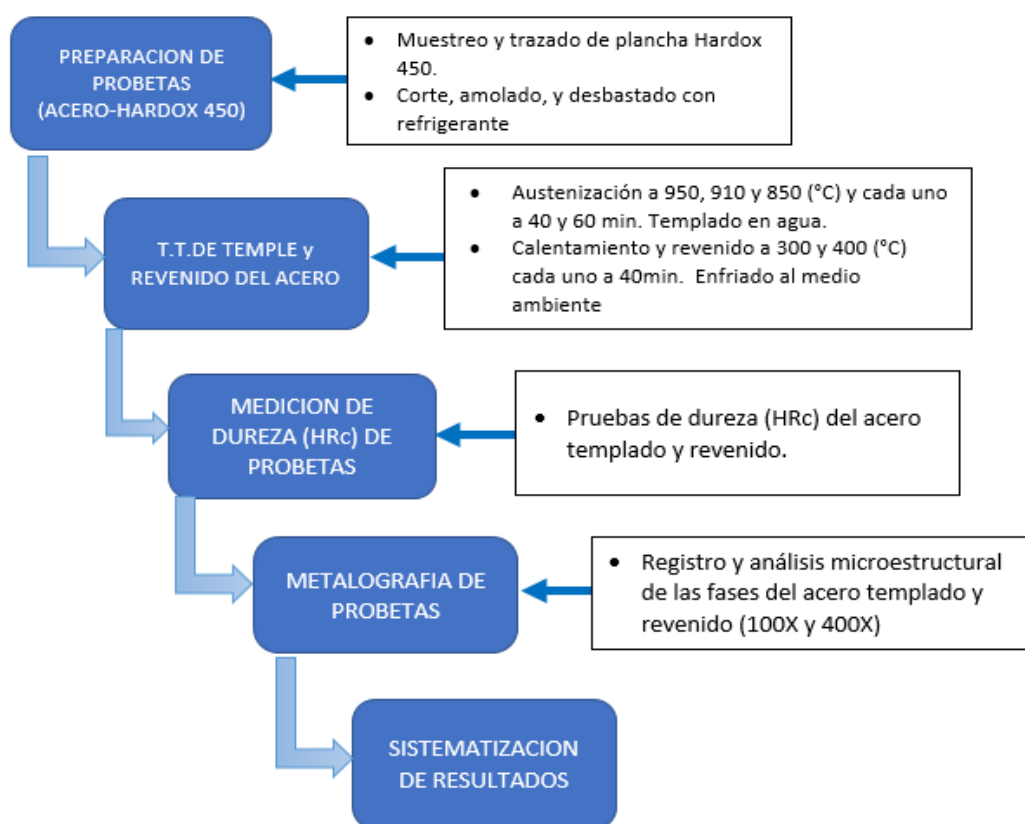 PREPARACION DE
PROBETAS
(ACERO-HARDOX 450)
• Muestreo y trazado de plancha Hardox
450.
• Corte, amolado, y desbastado con
refrigerante
T.T.DE TEMPLE y
REVENIDO DEL ACERO
• Austenización a 950, 910 y 850 (°C) y cada uno
a 40 y 60 min. Templado en agua.
• Calentamiento y revenido a 300 y 400 (°C)
cada uno a 40min. Enfriado al medio
ambiente
MEDICION DE
DUREZA (HRc) DE
PROBETAS
• Pruebas de dureza (HRc) del acero
templado y revenido.
METALOGRAFIA DE
PROBETAS
• Registro y análisis microestructural
de las fases del acero templado y
revenido (100X y 400X)
SISTEMATIZACION
DE RESULTADOS